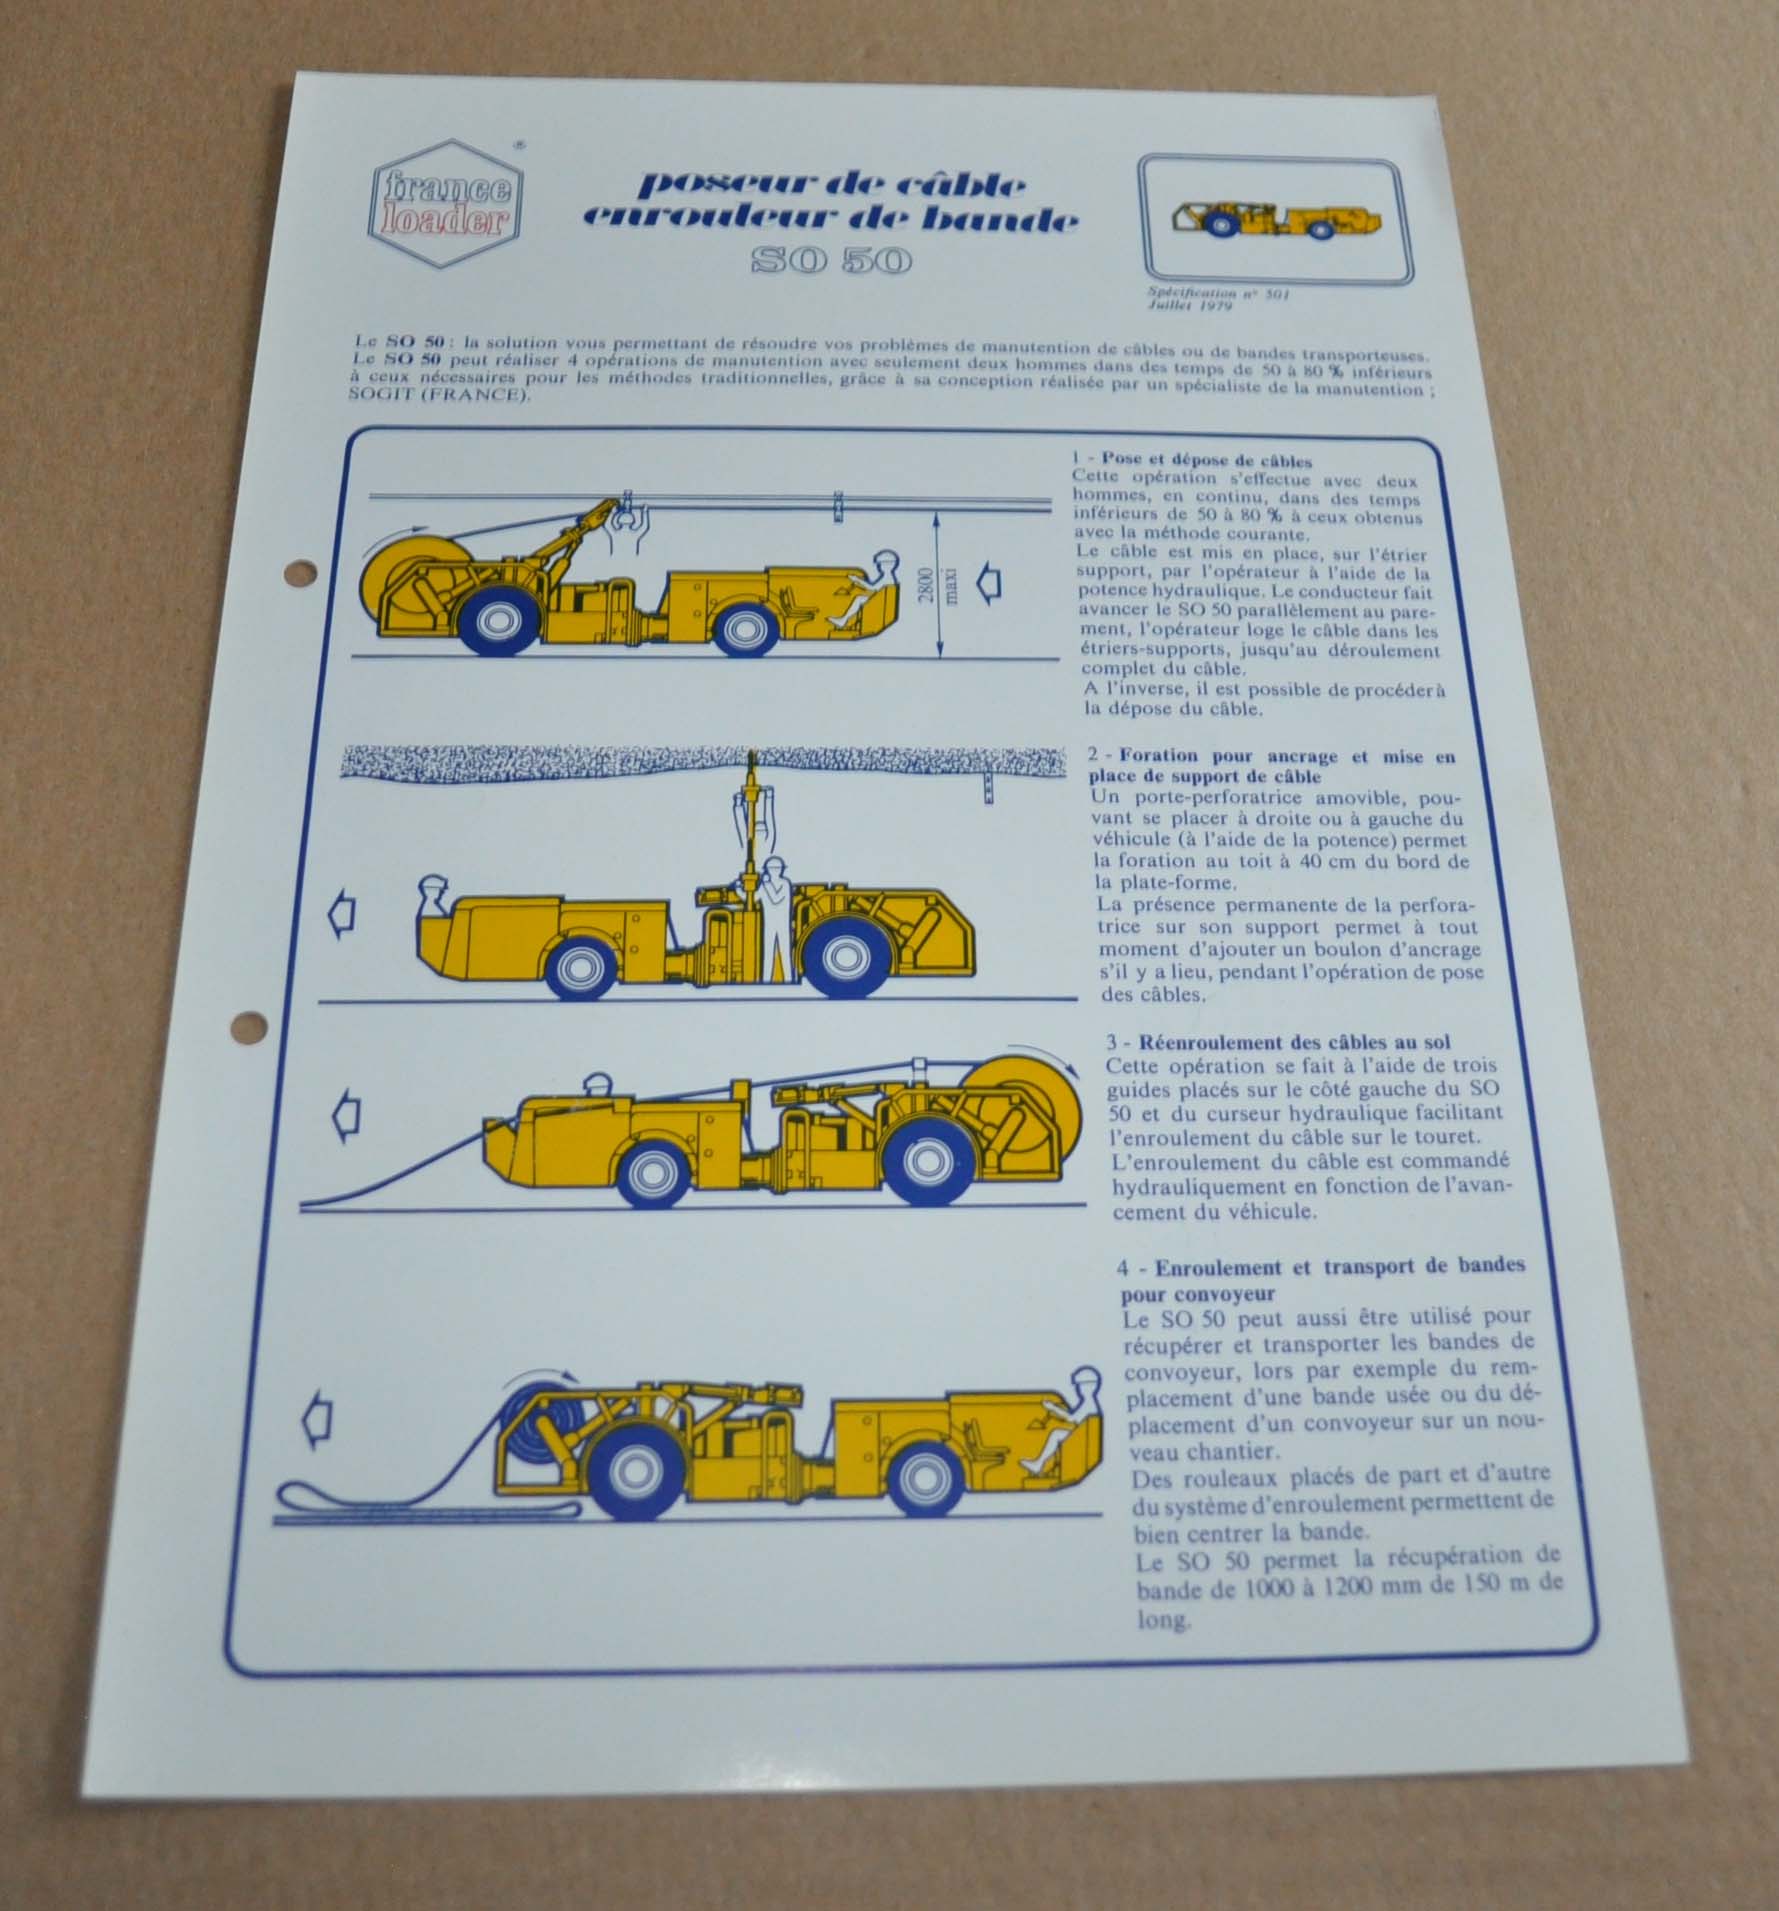 france
loader
®
poseur de câble
enrouleur de bande
SO 50
Spécification n° 501
Juillet 1979
Le SO 50 : la solution vous permettant de résoudre vos problèmes de manutention de câbles ou de bandes transporteuses.
Le SO 50 peut réaliser 4 opérations de manutention avec seulement deux hommes dans des temps de 50 à 80 % inférieurs
à ceux nécessaires pour les méthodes traditionnelles, grâce à sa conception réalisée par un spécialiste de la manutention ;
SOGIT (FRANCE).
2800
maxi
1 - Pose et dépose de câbles
Cette opération s'effectue avec deux
hommes, en continu, dans des temps
inférieurs de 50 à 80 % à ceux obtenus
avec la méthode courante.
Le câble est mis en place, sur l'étrier
support, par l'opérateur à l'aide de la
potence hydraulique. Le conducteur fait
avancer le SO 50 parallèlement au pare-
ment, l'opérateur loge le câble dans les
étriers-supports, jusqu'au déroulement
complet du câble.
A l'inverse, il est possible de procéder à
la dépose du câble.
2 - Foration pour ancrage et mise en
place de support de câble
Un porte-perforatrice amovible, pou-
vant se placer à droite ou à gauche du
véhicule (à l'aide de la potence) permet
la foration au toit à 40 cm du bord de
la plate-forme.
La présence permanente de la perfora-
trice sur son support permet à tout
moment d'ajouter un boulon d'ancrage
s'il y a lieu, pendant l'opération de pose
des câbles.
3 - Réenroulement des câbles au sol
Cette opération se fait à l'aide de trois
guides placés sur le côté gauche du SO
50 et du curseur hydraulique facilitant
l'enroulement du câble sur le touret.
L'enroulement du câble est commandé
hydrauliquement en fonction de l'avan-
cement du véhicule.
4 - Enroulement et transport de bandes
pour convoyeur
Le SO 50 peut aussi être utilisé pour
récupérer et transporter les bandes de
convoyeur, lors par exemple du rem-
placement d'une bande usée ou du dé-
placement d'un convoyeur sur un nou-
veau chantier.
Des rouleaux placés de part et d'autre
du système d'enroulement permettent de
bien centrer la bande.
Le SO 50 permet la récupération de
bande de 1000 à 1200 mm de 150 m de
long.